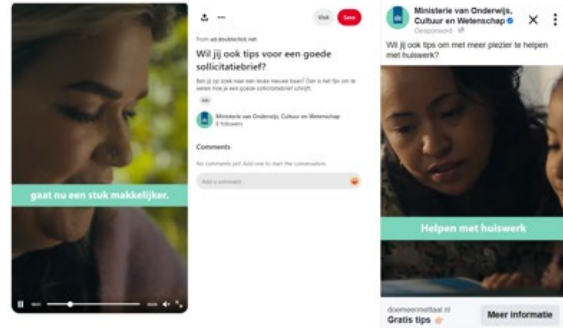 gaat nu een stuk makkelijker.
Visit
Save
From ad.doubleclick.net
Wil jij ook tips voor een goede
sollicitatiebrief?
Ben jij op zoek naar een leuke nieuwe baan? Dan is het fijn om te
weten hoe je een goede sollicitatiebrief schrijft.
Ministerie van Onderwijs, Cultuur en Wetenschap
6 followers
Comments
No comments yet! Add one to start the conversation.
Add a comment
Ministerie van Onderwijs,
Cultuur en Wetenschap
Gesponsord
Wil jij ook tips om met meer plezier te helpen
met huiswerk?
Helpen met huiswerk
doemeermettaal.nl
Gratis tips
Meer informatie